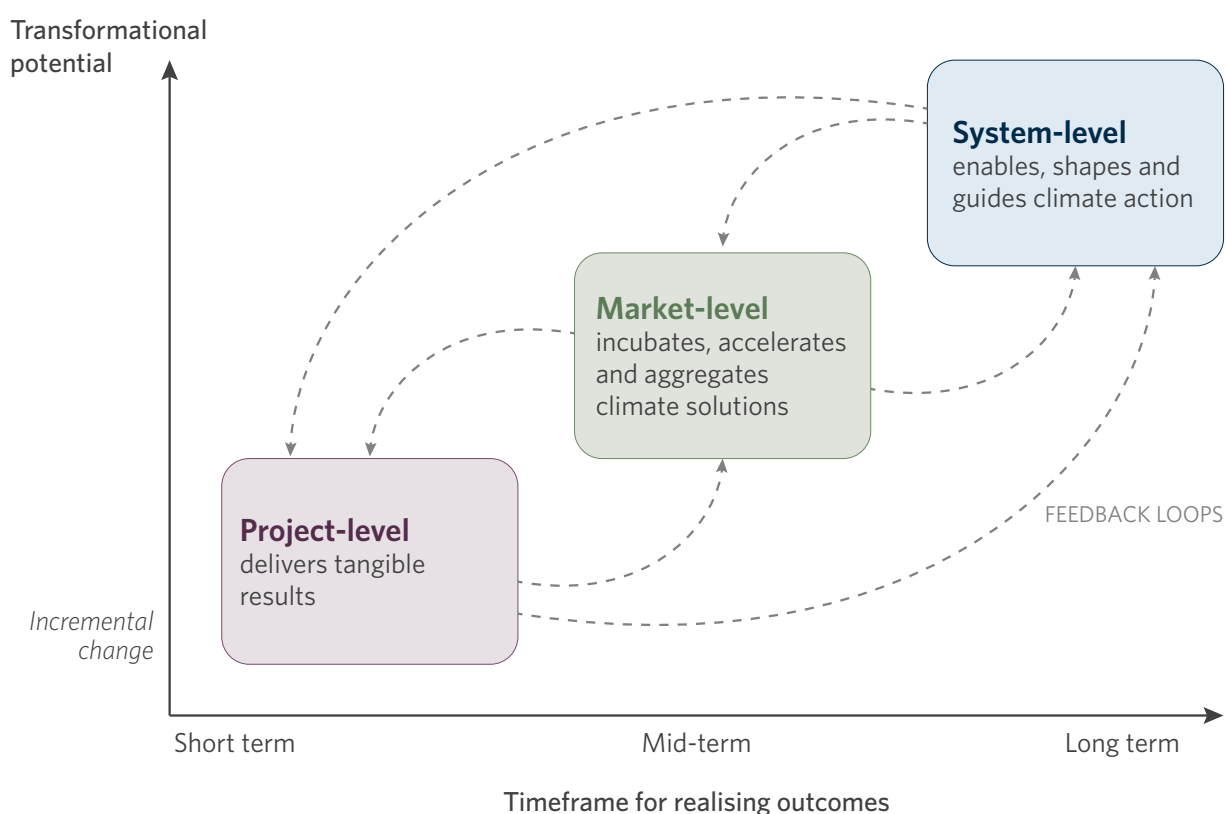 Transformational
potential
System-level
enables, shapes and
guides climate action
Market-level
incubates, accelerates
and aggregates
climate solutions
Project-level
delivers tangible
results
FEEDBACK LOOPS
Incremental
change
Short term
Mid-term
Long term
Timeframe for realising outcomes